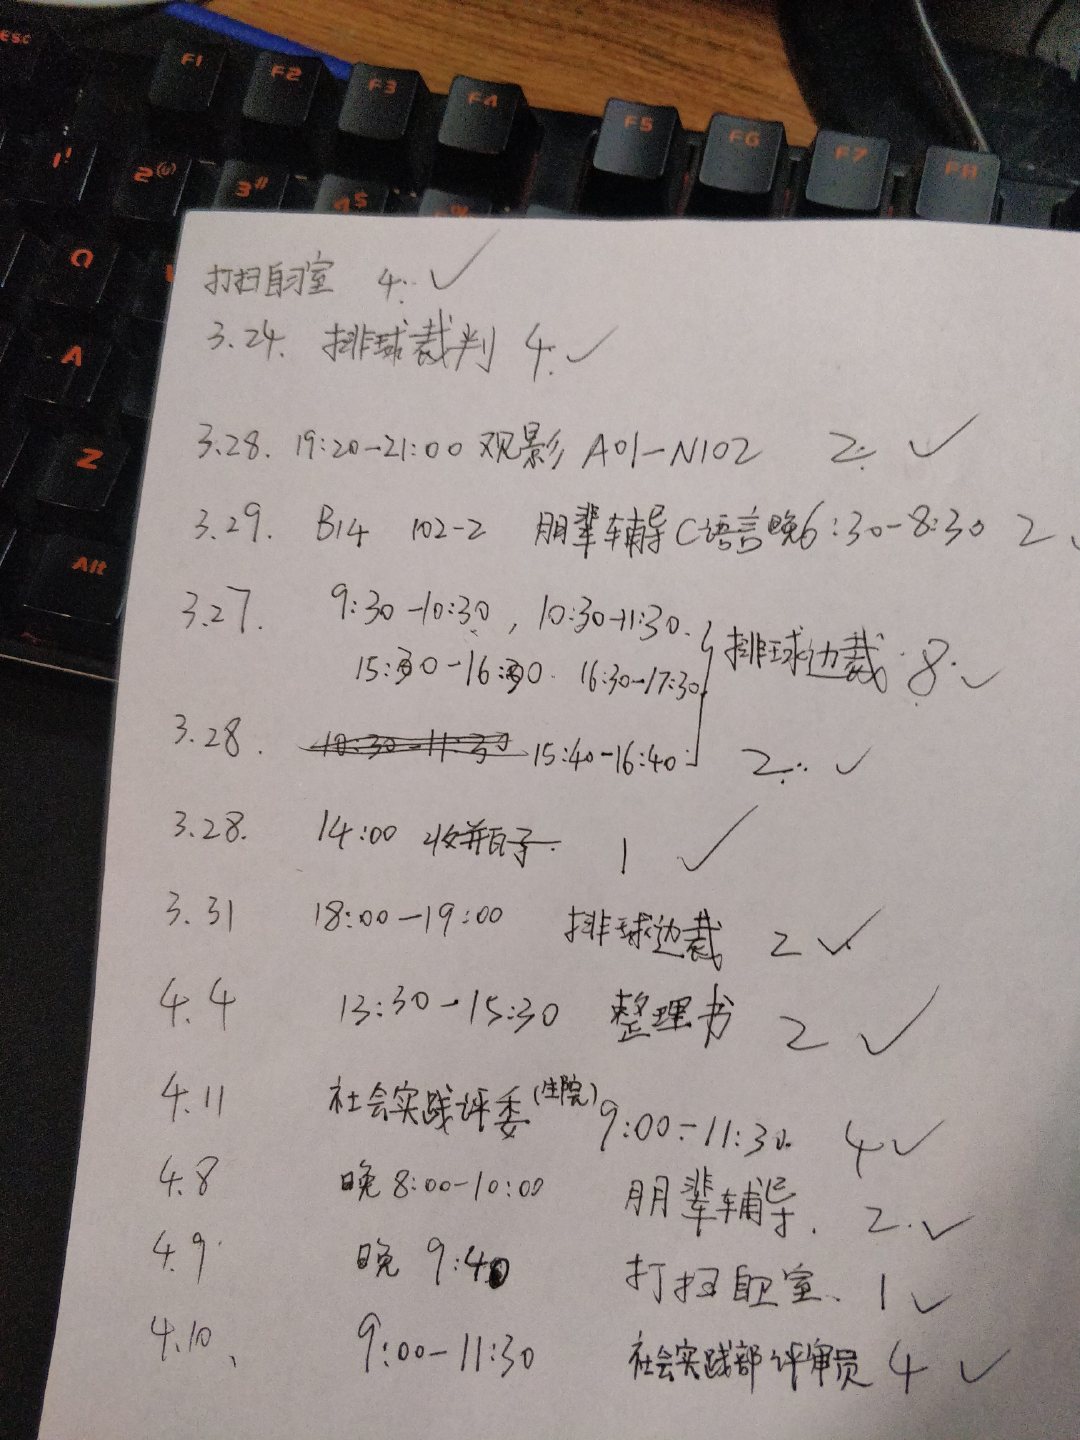 esc F1 F2 F3 F4 F5 F6 F7 F8
1 2 3
Q
A
Z
Alt
打扫自习室 4. ✓
3.24. 排球裁判 4. ✓
3.28. 19:20-21:00 观影 A01-N102 2 ✓
3.29. B14 102-2 朋辈辅导C语言晚6:30-8:30 2 ✓
3.27. 9:30-10:30, 10:30-11:30.
15:30-16:30. 16:30-17:30 排球边裁 8 ✓
3.28. 10:30-11:30 15:40-16:40 2 ✓
3.28. 14:00 收瓶子 1 ✓
3.31 18:00-19:00 排球边裁 2 ✓
4.4 13:30-15:30 整理书 2 ✓
4.11 社会实践评委(生院) 9:00-11:30. 4 ✓
4.8 晚8:00-10:00 朋辈辅导. 2. ✓
4.9 晚 9:40 打扫自习室. 1 ✓
4.10、 9:00-11:30 社会实践部评审员 4 ✓